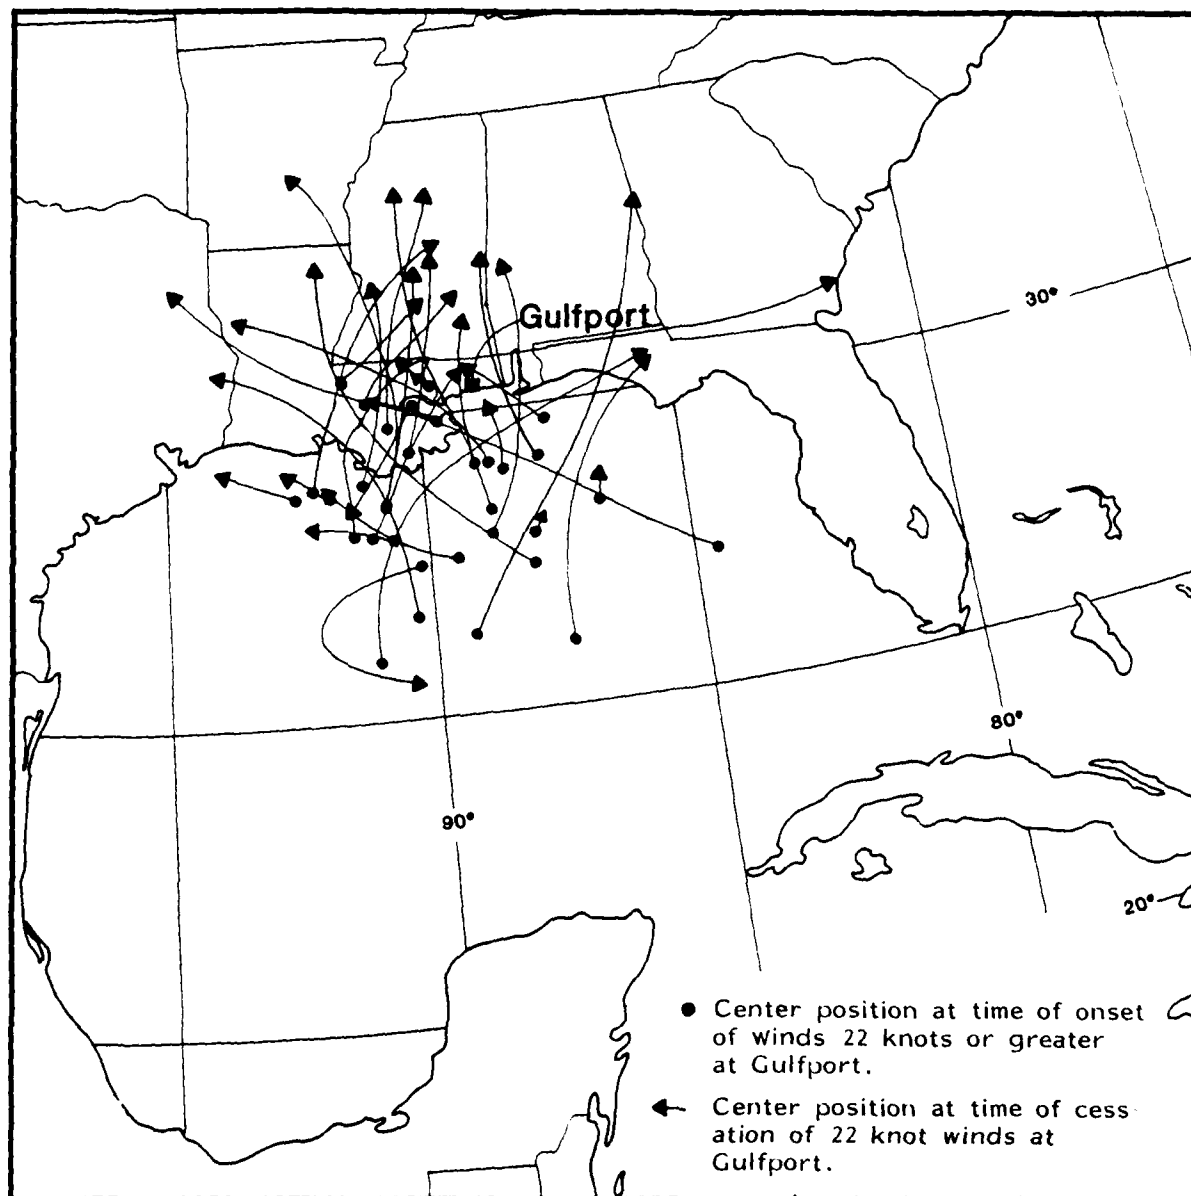 Gulfport
30°
80°
90°
20°
● Center position at time of onset
of Winds 22 knots or greater
at Gulfport.
← Center position at time of cess-
ation of 22 knot winds at
Gulfport.